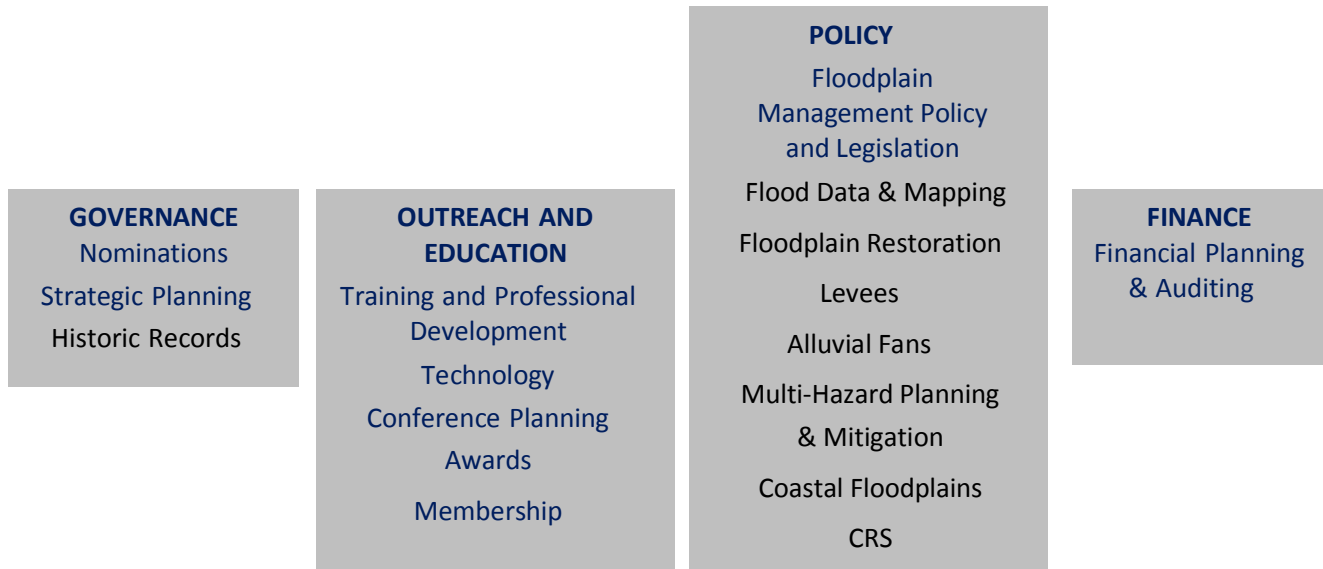 GOVERNANCE
Nominations
Strategic Planning
Historic Records
OUTREACH AND
EDUCATION
Training and Professional
Development
Technology
Conference Planning
Awards
Membership
POLICY
Floodplain
Management Policy
and Legislation
Flood Data & Mapping
Floodplain Restoration
Levees
Alluvial Fans
Multi-Hazard Planning
& Mitigation
Coastal Floodplains
CRS
FINANCE
Financial Planning
& Auditing